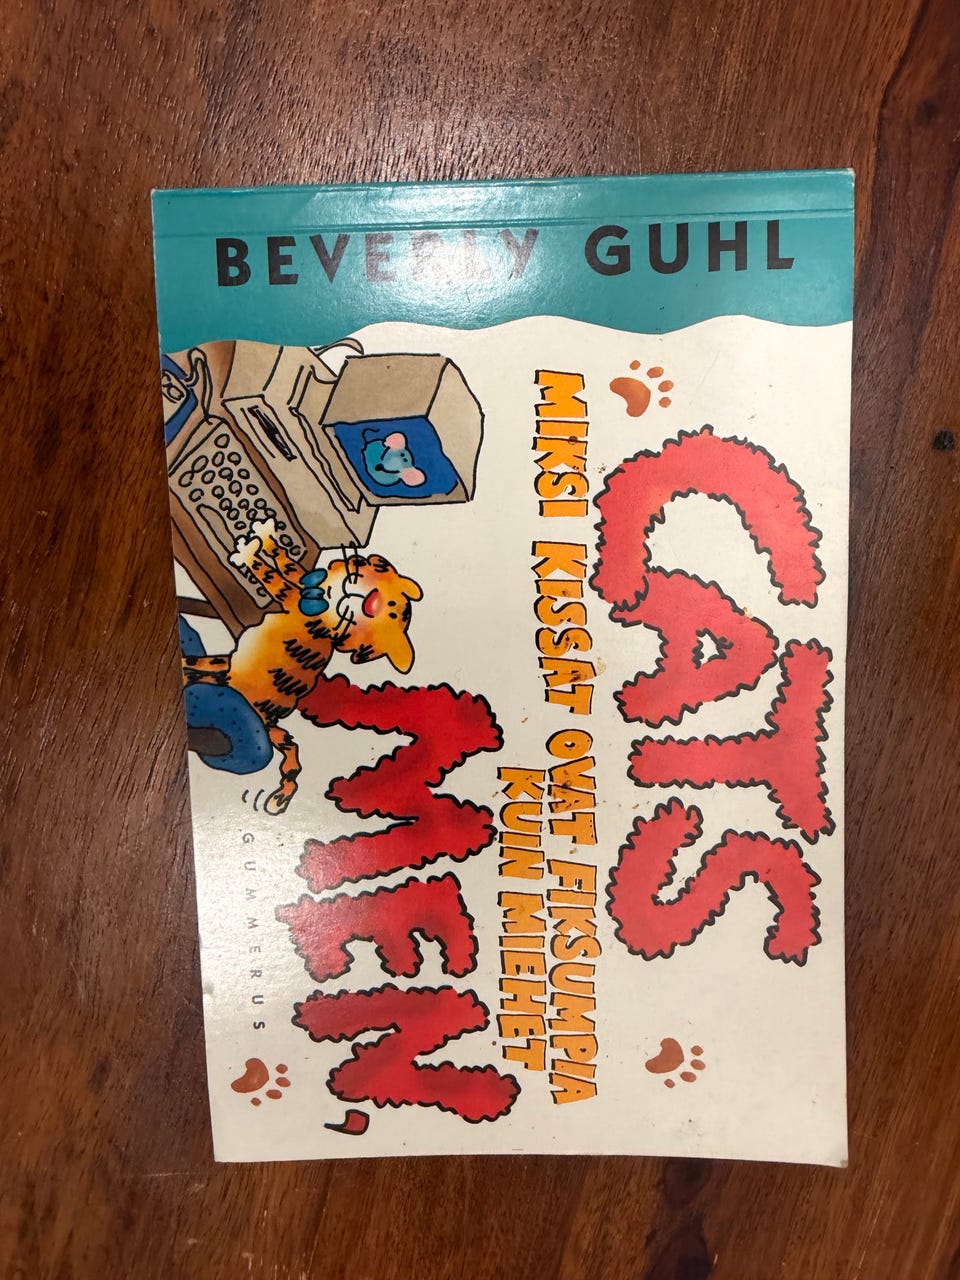 BEVERLY GUHL
CATS
MIKSI KISSAT OVAT FIKSUMPIA
KUIN MIEHET
MEN,
GUMMERUS